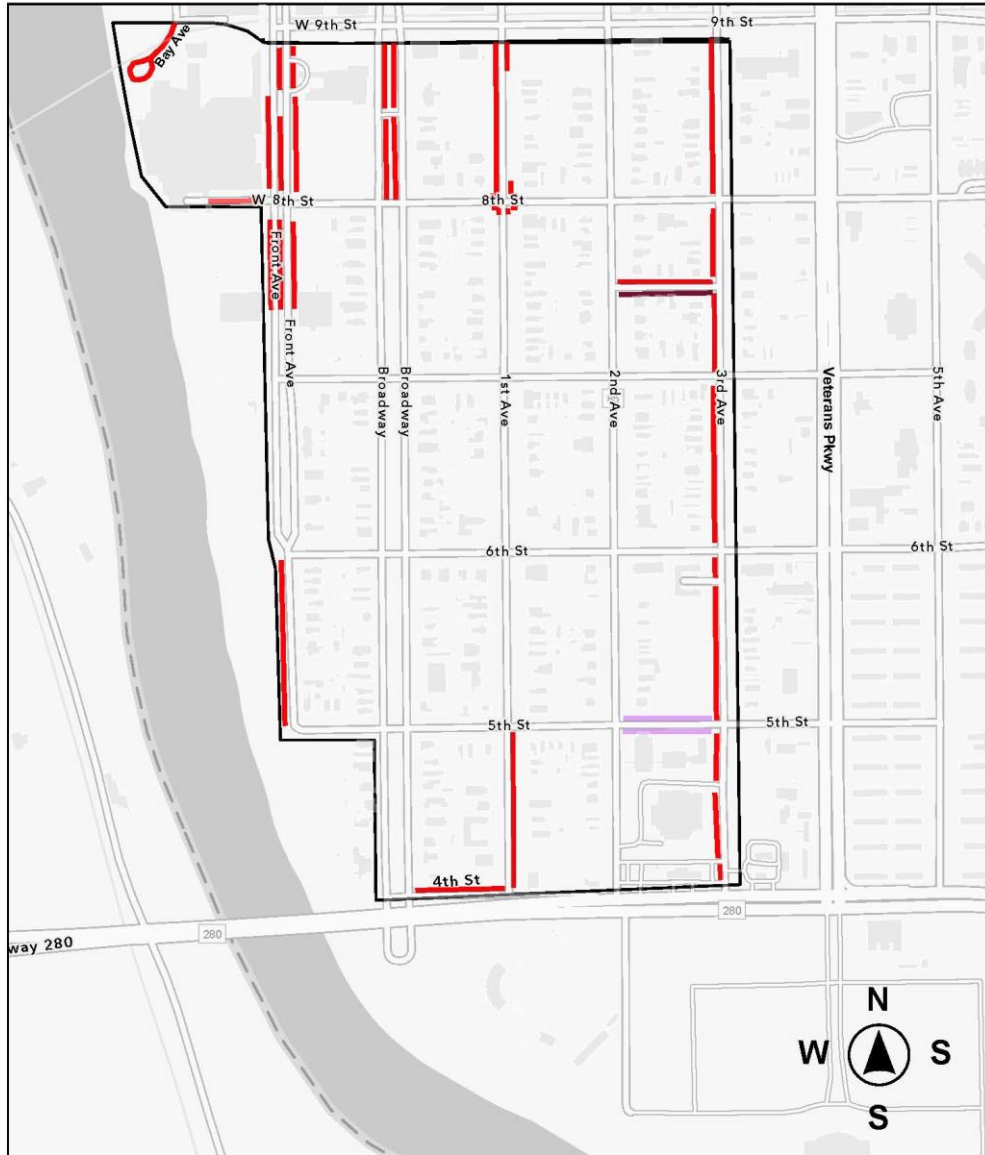 W 9th St
9th St
Bay Ave
W 8th St
8th St
Front Ave
Front Ave
Broadway
Broadway
1st Ave
2nd Ave
3rd Ave
Veterans Pkwy
5th Ave
6th St
6th St
5th St
5th St
4th St
280
280
way 280
N
W
S
S